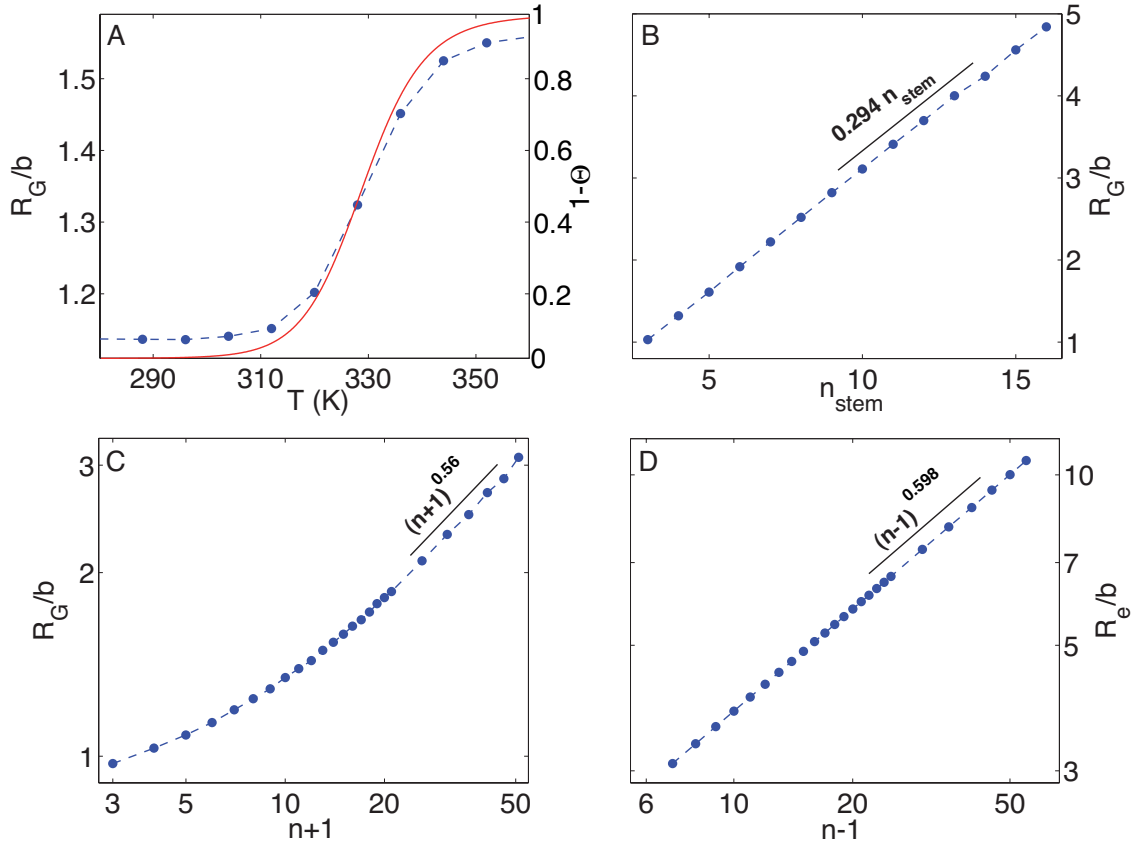 A
R_G/b
1.5
1.4
1.3
1.2
1
0.8
0.6
0.4
0.2
0
1-Θ
290
310
330
350
T (K)
B
0.294 n_stem
5
4
3
2
1
R_G/b
5
10
15
n_stem
C
(n+1)^0.56
3
2
1
R_G/b
3
5
10
20
50
n+1
D
(n-1)^0.598
10
7
5
3
R_e/b
6
10
20
50
n-1